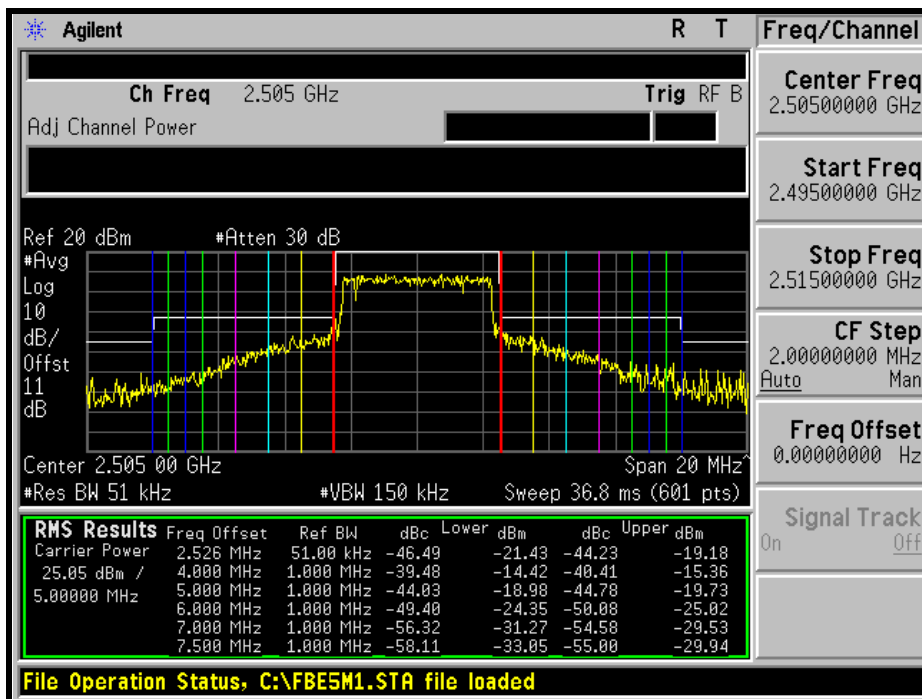 Agilent R T
Freq/Channel
Ch Freq 2.505 GHz Trig RF B
Adj Channel Power
Center Freq
2.50500000 GHz
Start Freq
2.49500000 GHz
Stop Freq
2.51500000 GHz
CF Step
2.00000000 MHz
Auto Man
Freq Offset
0.00000000 Hz
Signal Track
On Off
Ref 20 dBm #Atten 30 dB
#Avg
Log
10
dB/
Offst
11
dB
Center 2.505 00 GHz Span 20 MHz^
#Res BW 51 kHz #VBW 150 kHz Sweep 36.8 ms (601 pts)
RMS Results Freq Offset Ref BW dBc Lower dBm dBc Upper dBm
Carrier Power 2.526 MHz 51.00 kHz -46.49 -21.43 -44.23 -19.18
25.05 dBm / 4.000 MHz 1.000 MHz -39.48 -14.42 -40.41 -15.36
5.00000 MHz 5.000 MHz 1.000 MHz -44.03 -18.98 -44.78 -19.73
6.000 MHz 1.000 MHz -49.40 -24.35 -50.08 -25.02
7.000 MHz 1.000 MHz -56.32 -31.27 -54.58 -29.53
7.500 MHz 1.000 MHz -58.11 -33.05 -55.00 -29.94
File Operation Status, C:\FBE5M1.STA file loaded